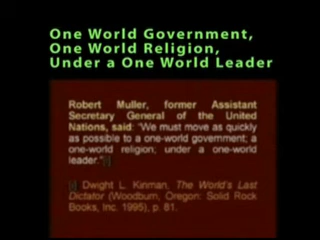 One World Government,
One World Religion,
Under a One World Leader
Robert Muller, former Assistant
Secretary General of the United
Nations, said: "We must move as quickly
as possible to a one-world government; a
one-world religion; under a one-world
leader."
Dwight L. Kinman, The World's Last
Dictator (Woodburn, Oregon: Solid Rock
Books, Inc. 1995), p. 81.